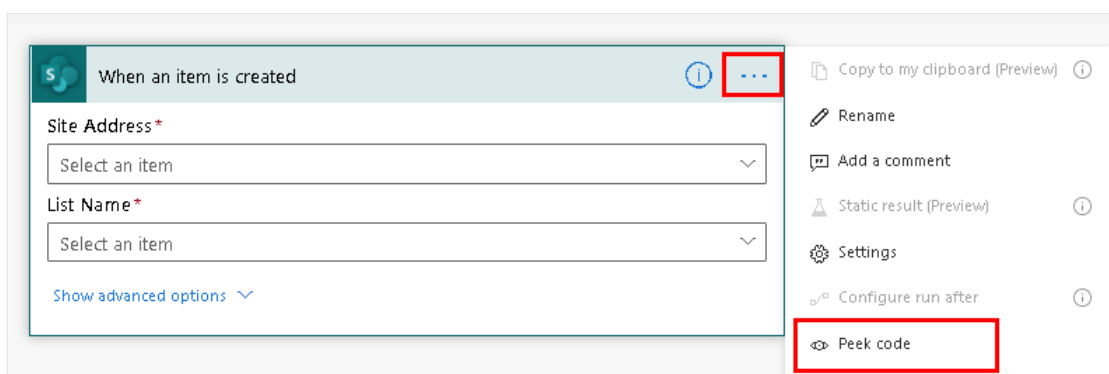 When an item is created
Site Address*
Select an item
List Name*
Select an item
Show advanced options
Copy to my clipboard (Preview)
Rename
Add a comment
Static result (Preview)
Settings
Configure run after
Peek code